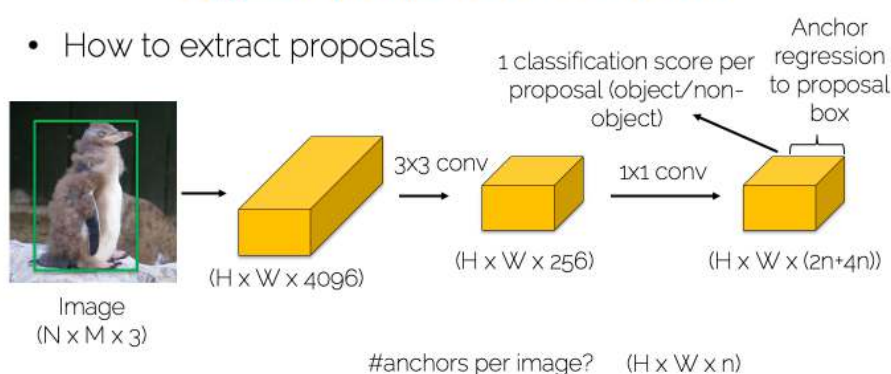 • How to extract proposals
1 classification score per
proposal (object/non-
object)
Anchor
regression
to proposal
box
3x3 conv
1x1 conv
(H x W x 4096)
(H x W x 256)
(H x W x (2n+4n))
Image
(N x M x 3)
#anchors per image? (H x W x n)